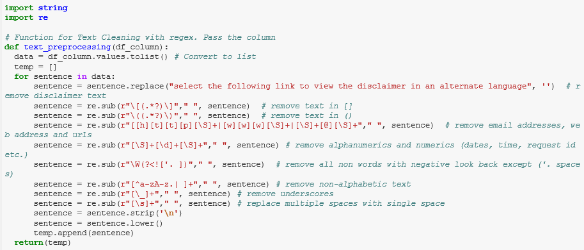 import string
import re
# Function for Text Cleaning with regex. Pass the column
def text_preprocessing(df_column):
data = df_column.values.tolist() # Convert to list
temp = []
for sentence in data:
sentence = sentence.replace("select the following link to view the disclaimer in an alternate language", '')  # r
emove disclaimer text
sentence = re.sub(r"\[(.*?)\]"," ", sentence)  # remove text in []
sentence = re.sub(r"\((.*?)\)"," ", sentence)  # remove text in ()
sentence = re.sub(r"[[h][t][t][p][\S]+|[w][w][w][\S]+|[\S]+[@][\S]+"," ", sentence)  # remove email addresses, we
b address and urls
sentence = re.sub(r"[\S]+[\d]+[\S]+"," ", sentence) # remove alphanumerics and numerics (dates, time, request id
etc.)
sentence = re.sub(r"\W(?<!['. ])"," ", sentence)  # remove all non words with negative look back except ('. space
s)
sentence = re.sub(r"[^a-zA-z.| ]+"," ", sentence) # remove non-alphabetic text
sentence = re.sub(r"[\_]+"," ", sentence) # remove underscores
sentence = re.sub(r"[\s]+"," ", sentence) # replace multiple spaces with single space
sentence = sentence.strip('\n')
sentence = sentence.lower()
temp.append(sentence)
return(temp)